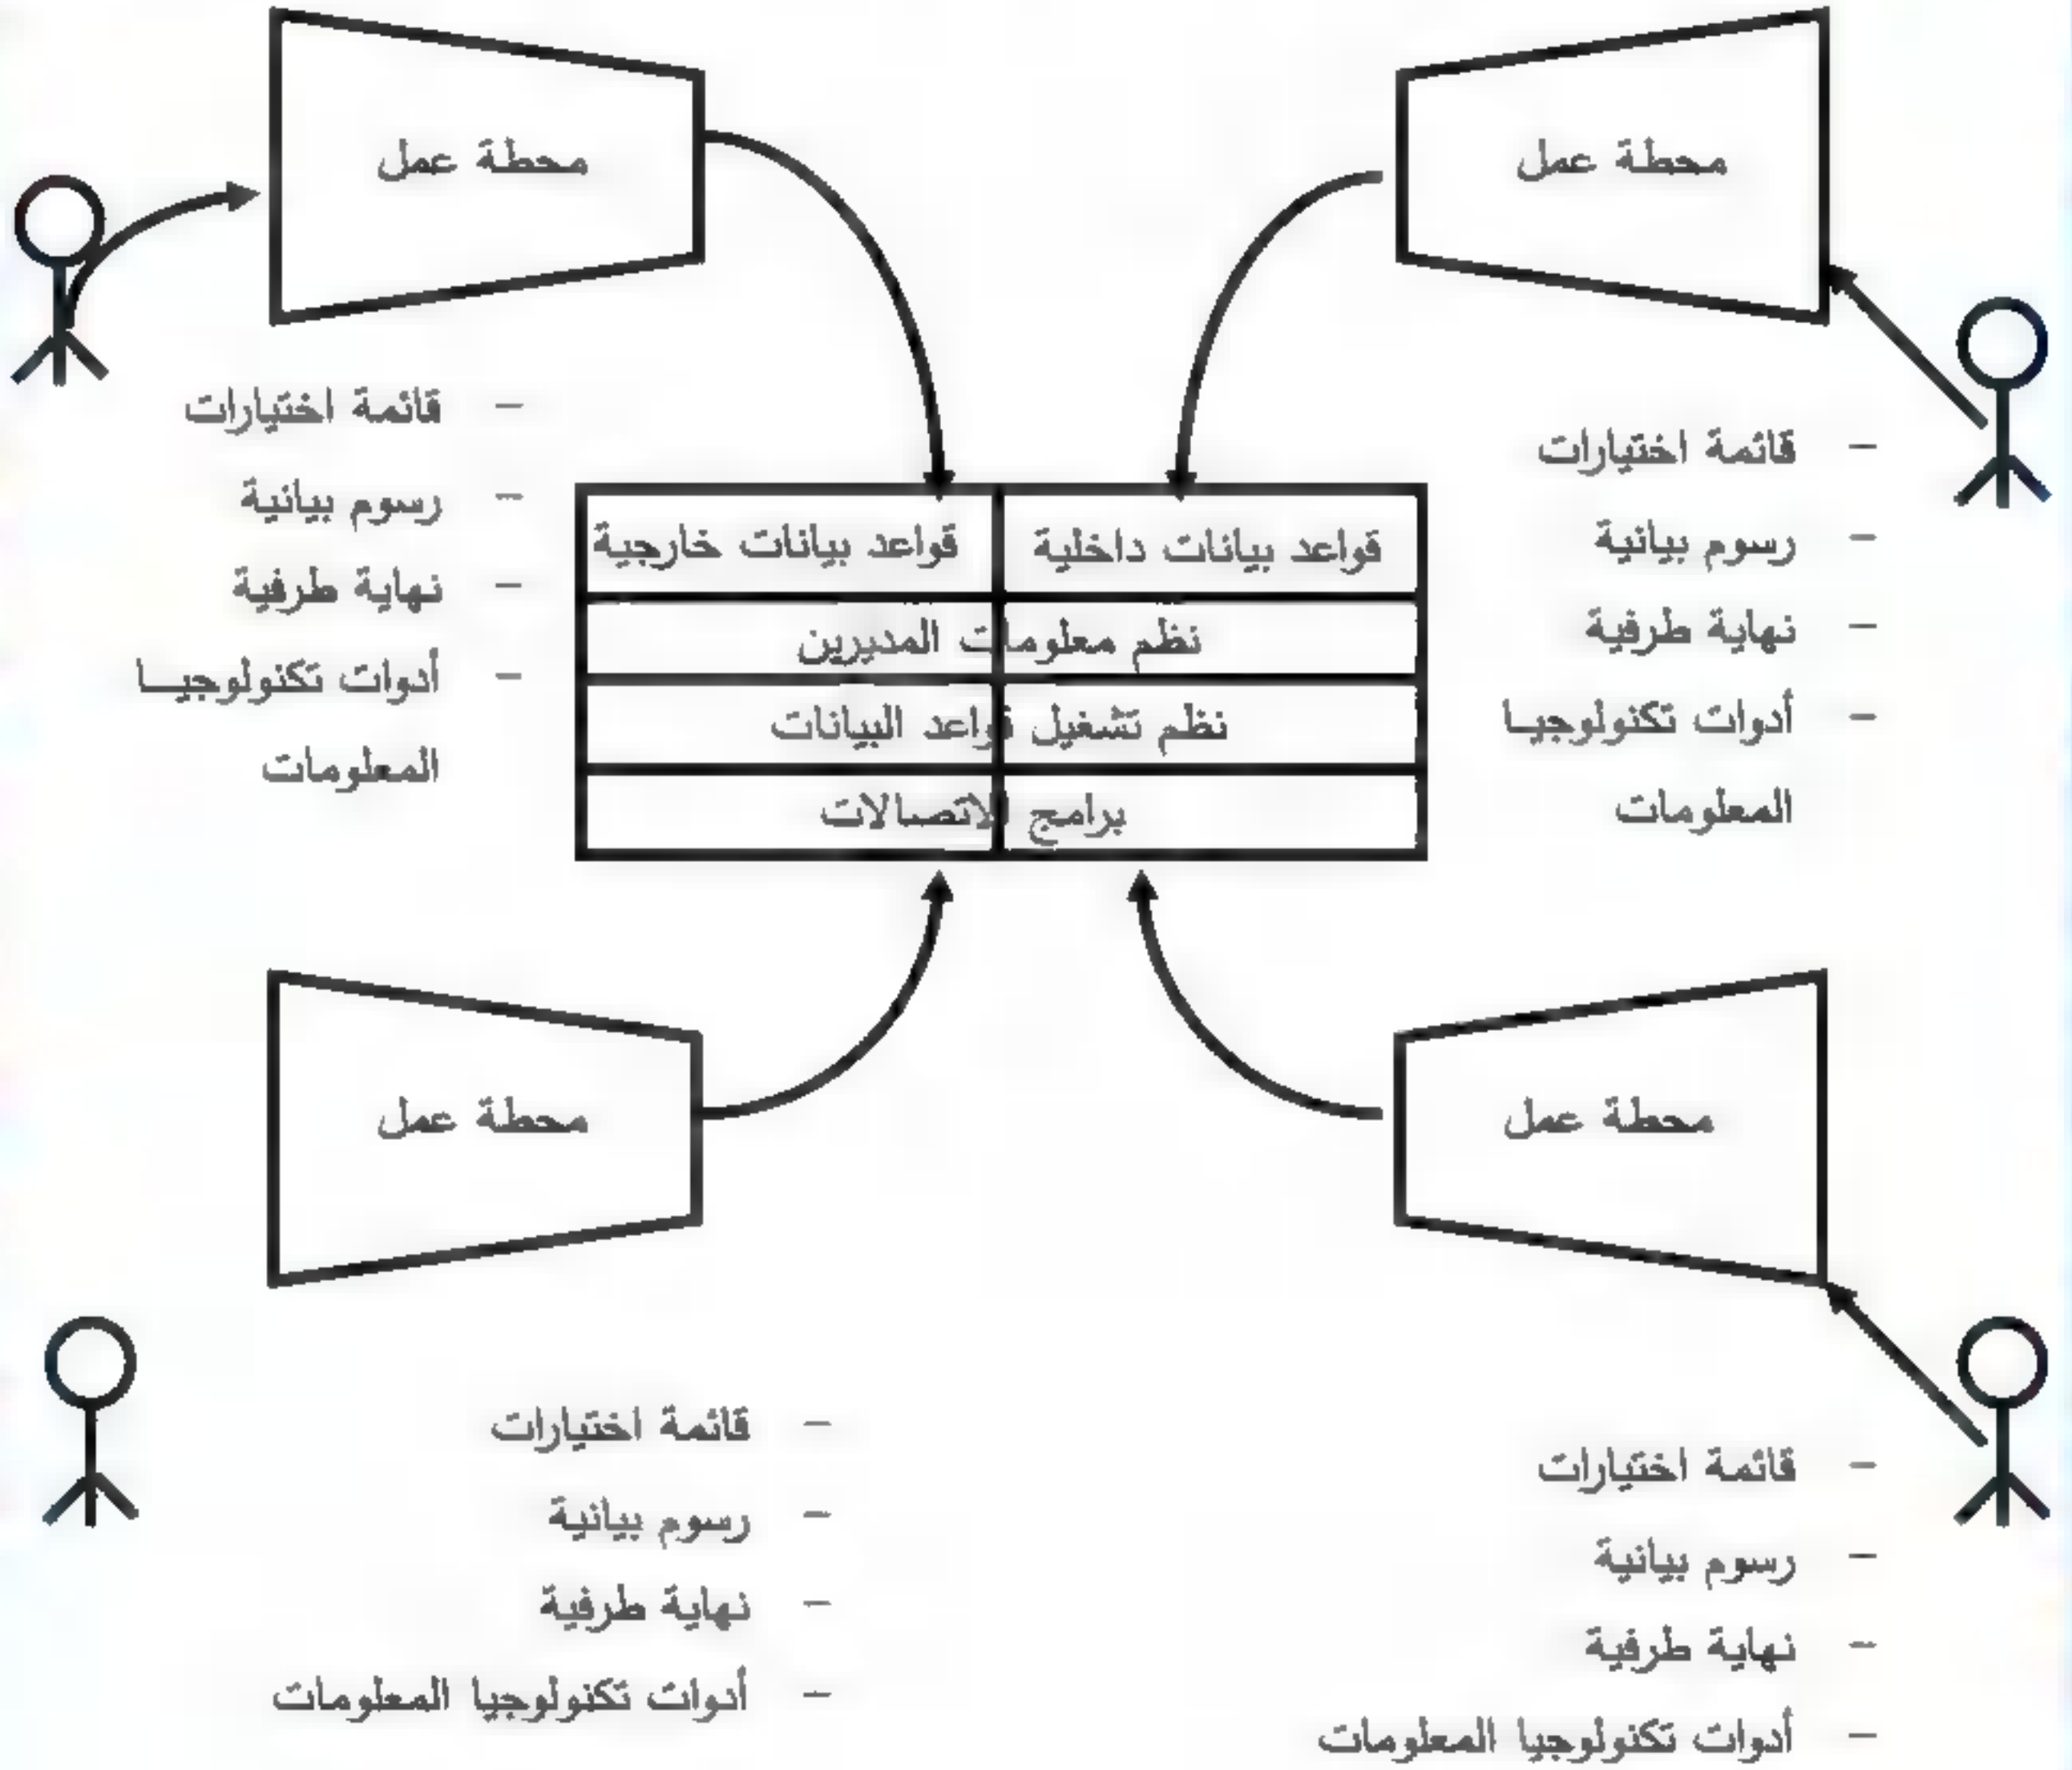 محطة عمل
محطة عمل
– قائمة اختيارات
– رسوم بيانية
– نهاية طرفية
– أدوات تكنولوجيا
المعلومات
قواعد بيانات داخلية
قواعد بيانات خارجية
نظم معلومات المديرين
نظم تشغيل قواعد البيانات
برامج الاتصالات
– قائمة اختيارات
– رسوم بيانية
– نهاية طرفية
– أدوات تكنولوجيا
المعلومات
محطة عمل
محطة عمل
– قائمة اختيارات
– رسوم بيانية
– نهاية طرفية
– أدوات تكنولوجيا المعلومات
– قائمة اختيارات
– رسوم بيانية
– نهاية طرفية
– أدوات تكنولوجيا المعلومات